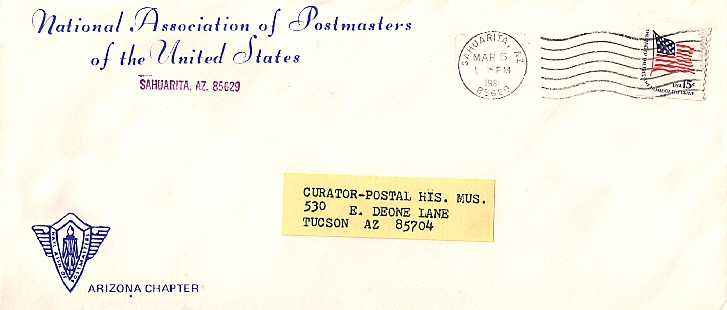 National Association of Postmasters
of the United States
SAHUARITA, AZ. 85629
SAHUARITA, AZ
MAR 5
PM
85629
USA 15c
CURATOR-POSTAL HIS. MUS.
530 E. DEONE LANE
TUCSON AZ 85704
ARIZONA CHAPTER